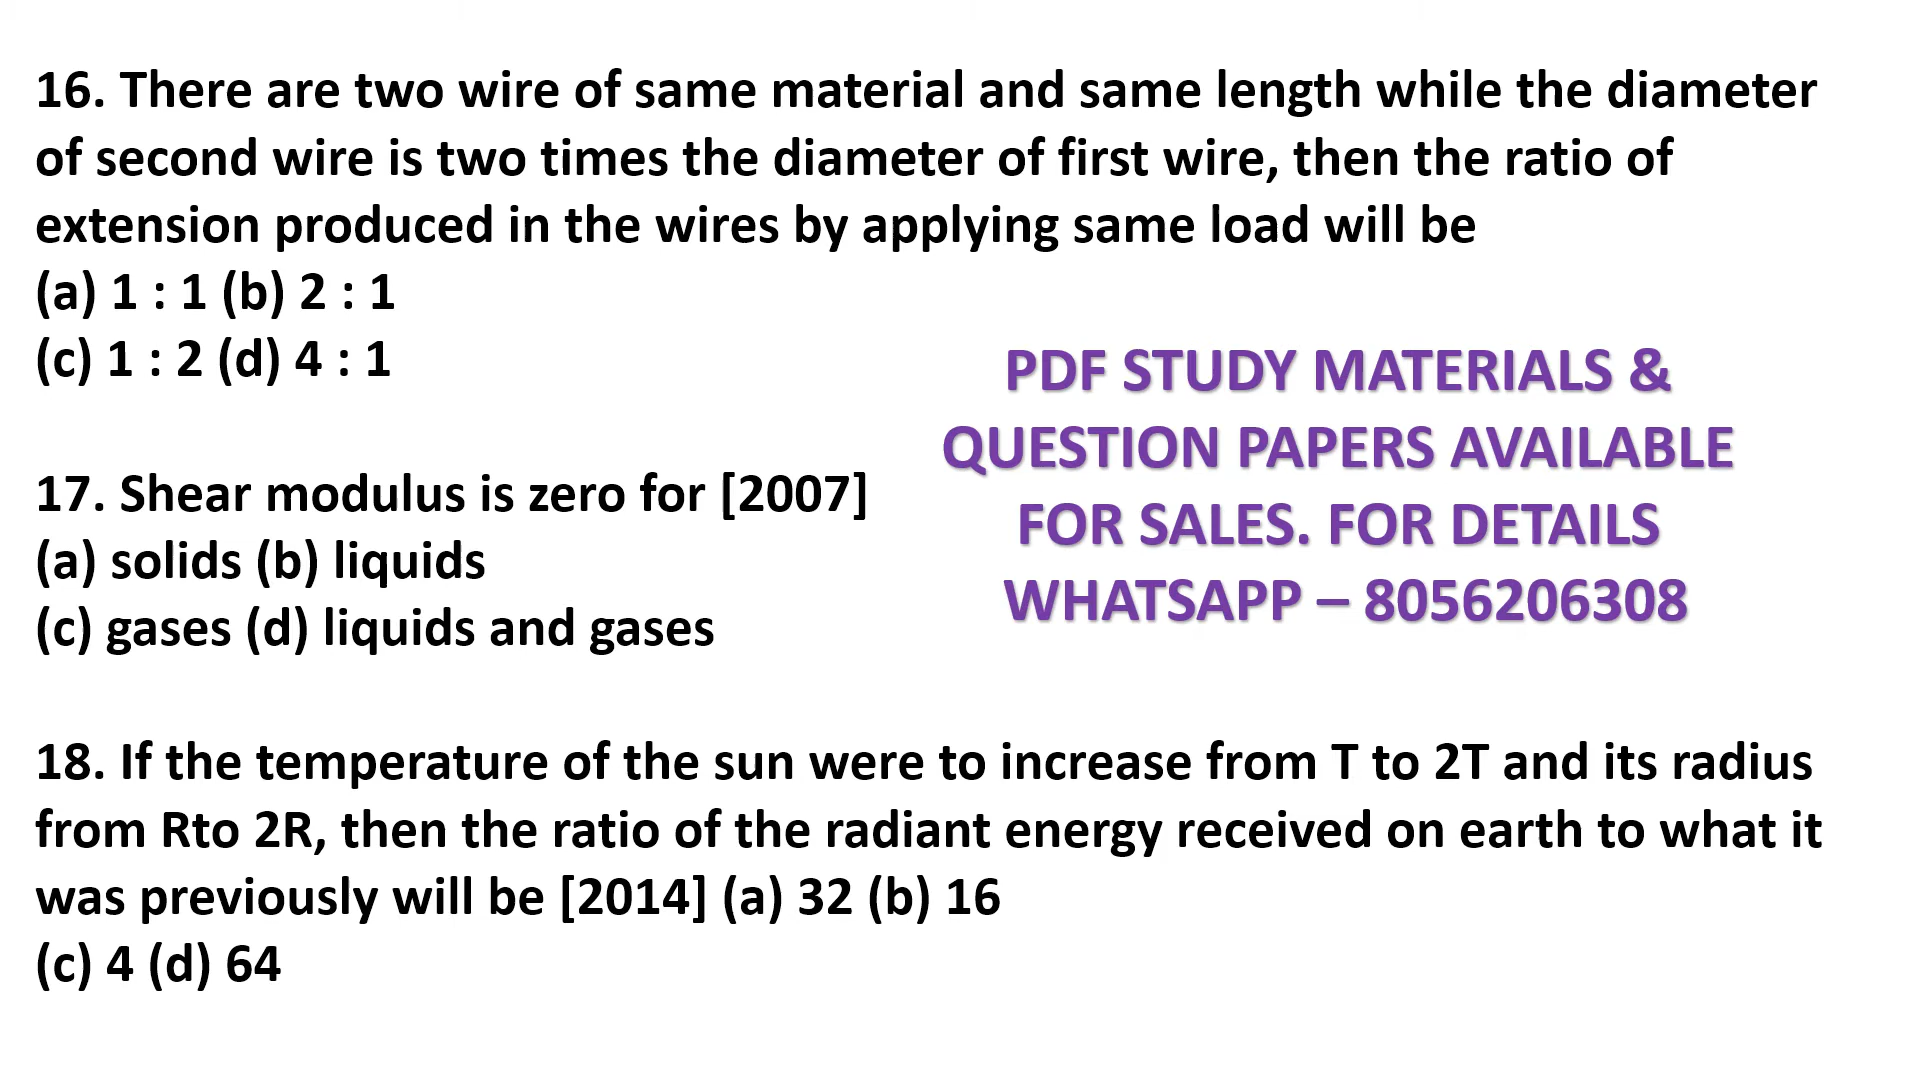 16. There are two wire of same material and same length while the diameter
of second wire is two times the diameter of first wire, then the ratio of
extension produced in the wires by applying same load will be
(a) 1 : 1 (b) 2 : 1
(c) 1 : 2 (d) 4 : 1
17. Shear modulus is zero for [2007]
(a) solids (b) liquids
(c) gases (d) liquids and gases
PDF STUDY MATERIALS &
QUESTION PAPERS AVAILABLE
FOR SALES. FOR DETAILS
WHATSAPP – 8056206308
18. If the temperature of the sun were to increase from T to 2T and its radius
from Rto 2R, then the ratio of the radiant energy received on earth to what it
was previously will be [2014] (a) 32 (b) 16
(c) 4 (d) 64